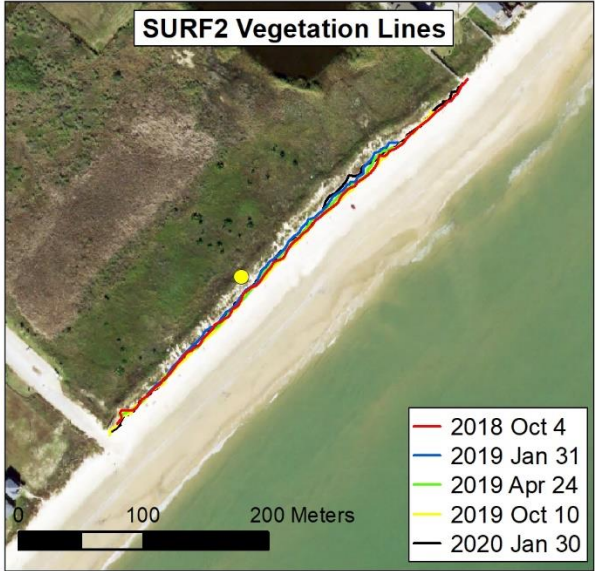 SURF2 Vegetation Lines
2018 Oct 4
2019 Jan 31
2019 Apr 24
2019 Oct 10
2020 Jan 30
0 100 200 Meters